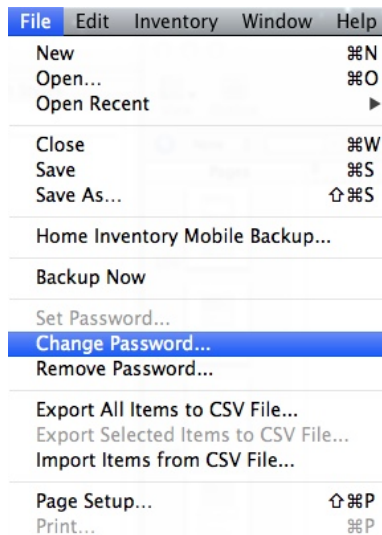 File Edit Inventory Window Help
New ⌘N
Open... ⌘O
Open Recent ▶
Close ⌘W
Save ⌘S
Save As... ⇧⌘S
Home Inventory Mobile Backup...
Backup Now
Set Password...
Change Password...
Remove Password...
Export All Items to CSV File...
Export Selected Items to CSV File...
Import Items from CSV File...
Page Setup... ⇧⌘P
Print... ⌘P